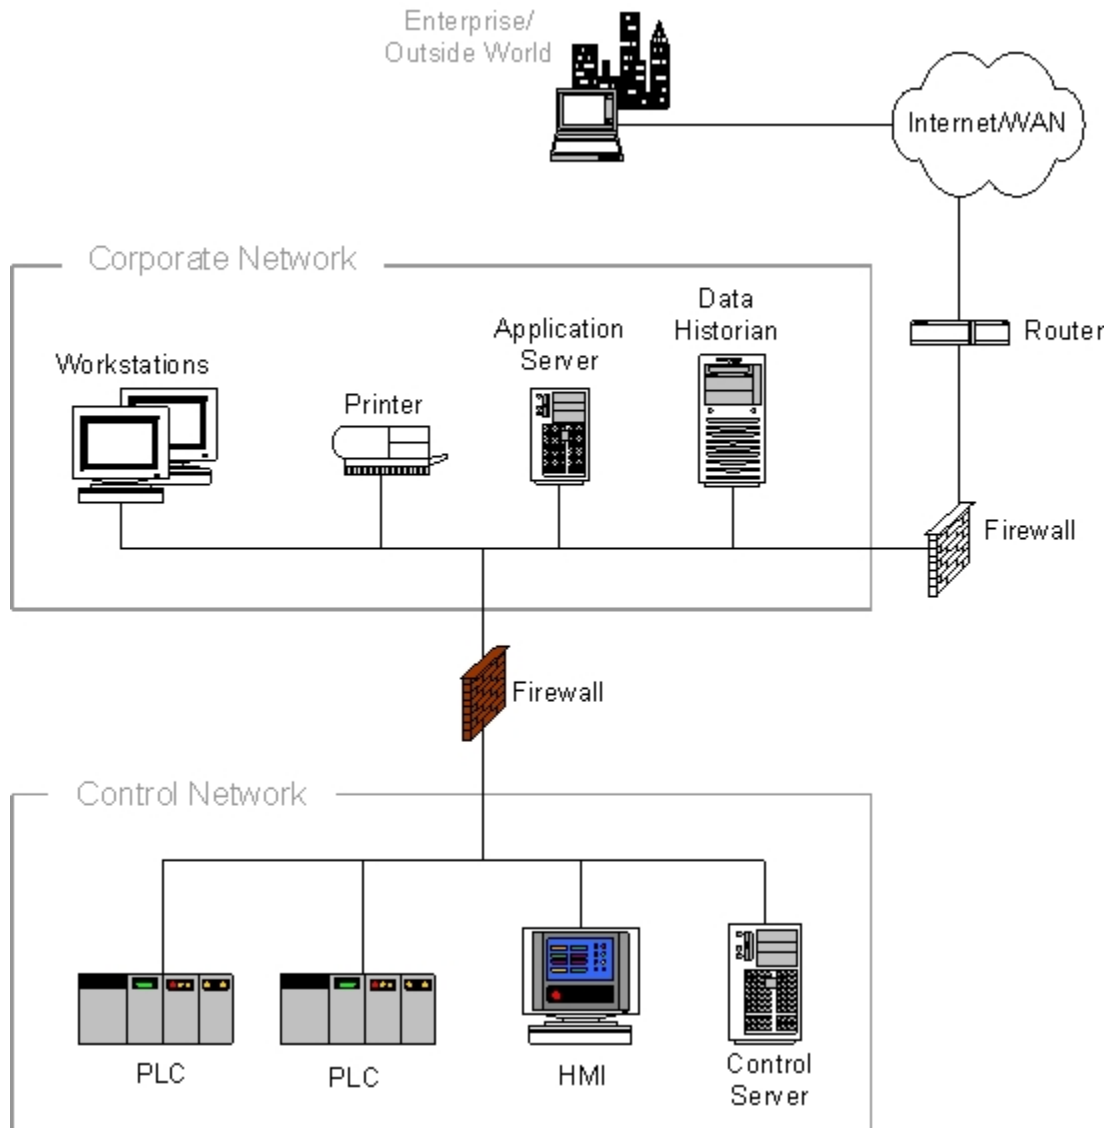 Enterprise/
Outside World
Internet/WAN
Corporate Network
Data
Historian
Application
Server
Router
Workstations
Printer
Firewall
Firewall
Control Network
PLC
PLC
HMI
Control
Server